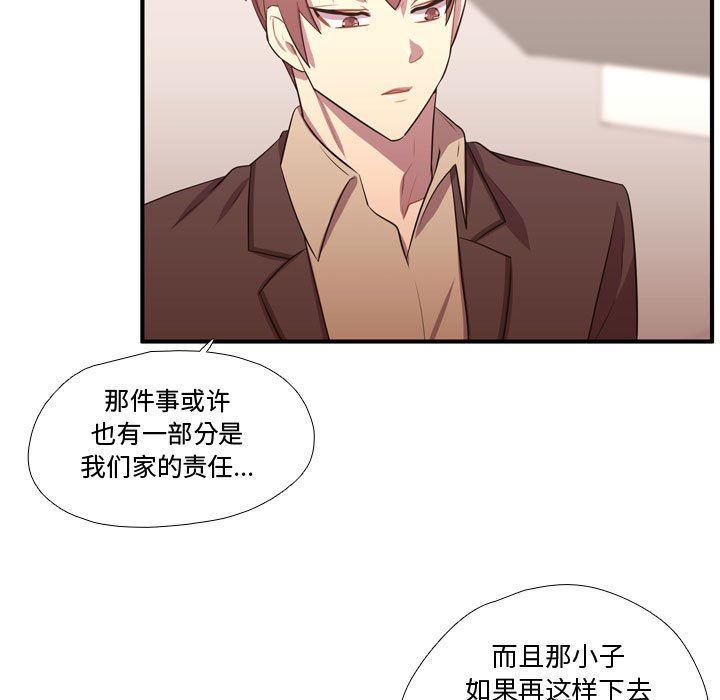 那件事或许
也有一部分是
我们家的责任...
而且那小子
如果再这样下去